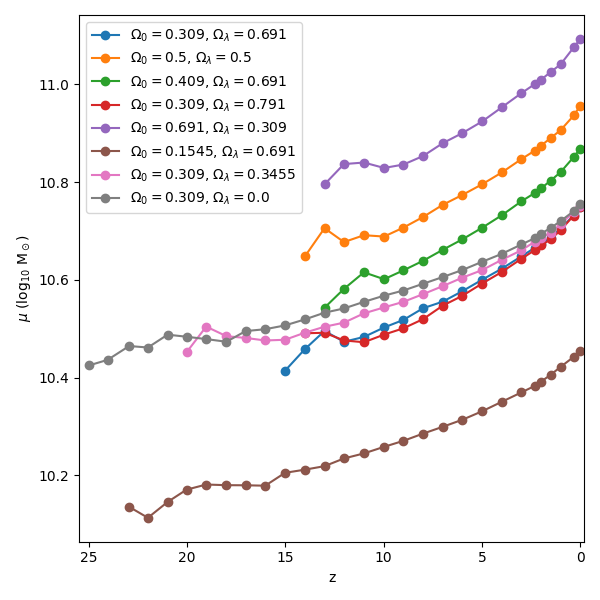 Ω₀ = 0.309, Ωλ = 0.691
Ω₀ = 0.5, Ωλ = 0.5
Ω₀ = 0.409, Ωλ = 0.691
Ω₀ = 0.309, Ωλ = 0.791
Ω₀ = 0.691, Ωλ = 0.309
Ω₀ = 0.1545, Ωλ = 0.691
Ω₀ = 0.309, Ωλ = 0.3455
Ω₀ = 0.309, Ωλ = 0.0
11.0
10.8
10.6
10.4
10.2
μ (log₁₀ M⊙)
25 20 15 10 5 0
z